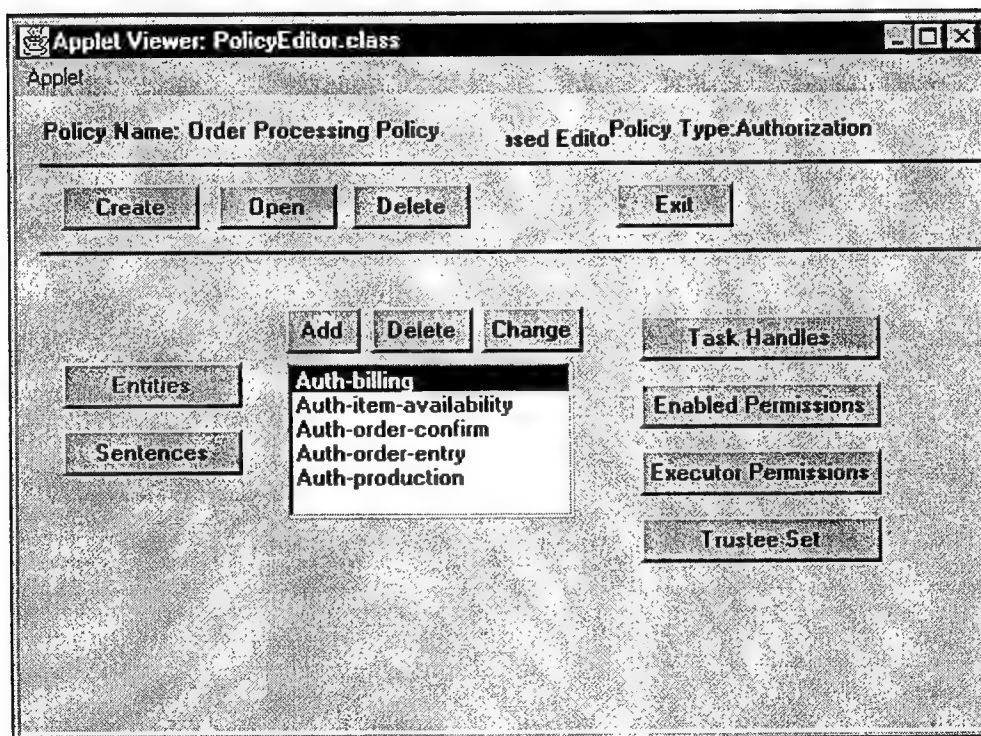 Applet Viewer: PolicyEditor.class
Applet
Policy Name: Order Processing Policy ased Edito Policy Type:Authorization
Create Open Delete Exit
Add Delete Change
Entities
Sentences
Auth-billing
Auth-item-availability
Auth-order-confirm
Auth-order-entry
Auth-production
Task Handles
Enabled Permissions
Executor Permissions
Trustee Set